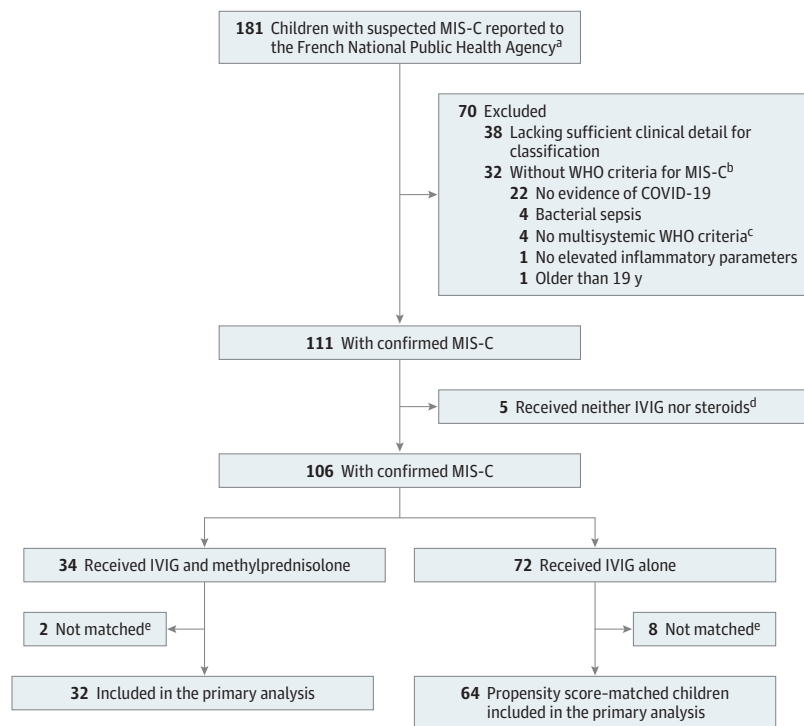 181 Children with suspected MIS-C reported to
the French National Public Health Agencyᵃ
70 Excluded
38 Lacking sufficient clinical detail for
classification
32 Without WHO criteria for MIS-Cᵇ
22 No evidence of COVID-19
4 Bacterial sepsis
4 No multisystemic WHO criteriaᶜ
1 No elevated inflammatory parameters
1 Older than 19 y
111 With confirmed MIS-C
5 Received neither IVIG nor steroidsᵈ
106 With confirmed MIS-C
34 Received IVIG and methylprednisolone
72 Received IVIG alone
2 Not matchedᵉ
8 Not matchedᵉ
32 Included in the primary analysis
64 Propensity score-matched children
included in the primary analysis